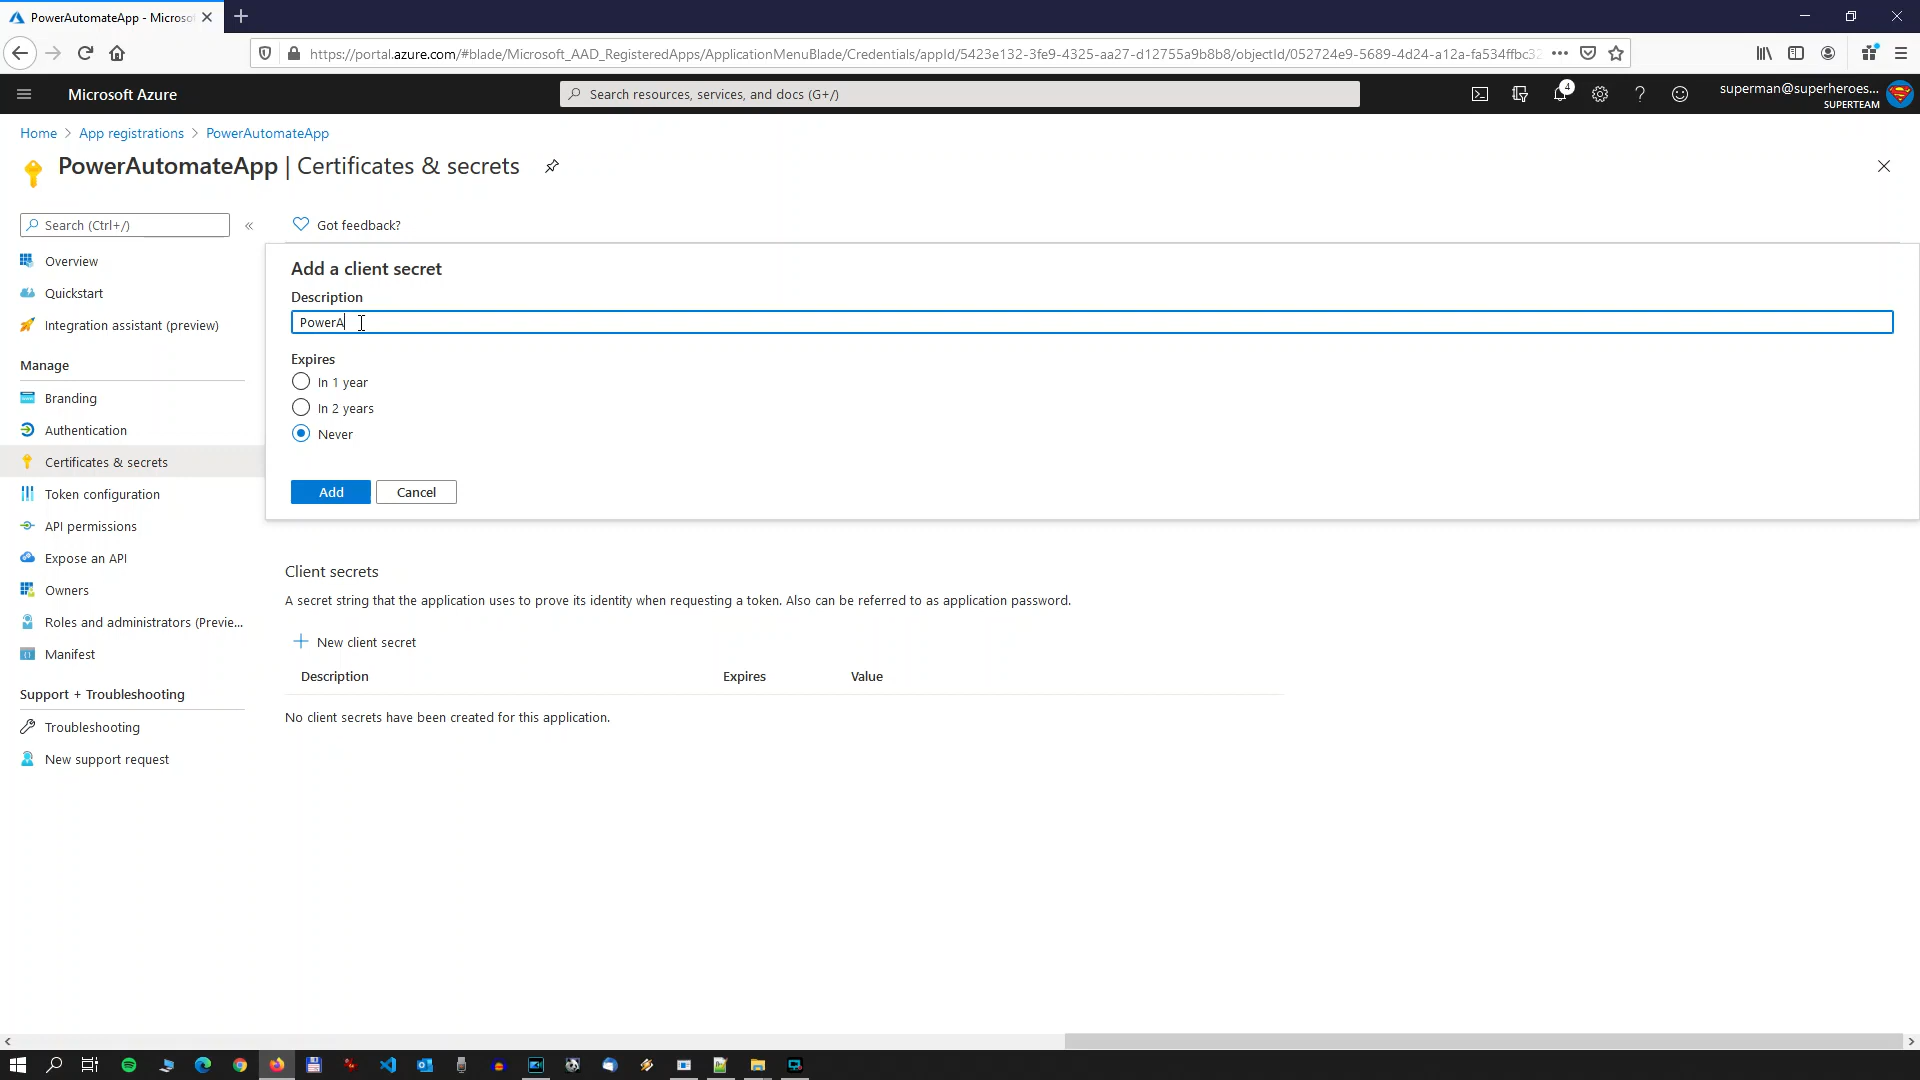 PowerAutomateApp - Microso
https://portal.azure.com/#blade/Microsoft_AAD_RegisteredApps/ApplicationMenuBlade/Credentials/appId/5423e132-3fe9-4325-aa27-d12755a9b8b8/objectId/052724e9-5689-4d24-a12a-fa534ffbc32
Microsoft Azure
Search resources, services, and docs (G+/)
4
superman@superheroes...
SUPERTEAM
Home > App registrations > PowerAutomateApp
PowerAutomateApp | Certificates & secrets
Search (Ctrl+/)
«
Got feedback?
Overview
Quickstart
Integration assistant (preview)
Manage
Branding
Authentication
Certificates & secrets
Token configuration
API permissions
Expose an API
Owners
Roles and administrators (Previe...
Manifest
Support + Troubleshooting
Troubleshooting
New support request
Add a client secret
Description
PowerA
Expires
In 1 year
In 2 years
Never
Add
Cancel
Client secrets
A secret string that the application uses to prove its identity when requesting a token. Also can be referred to as application password.
New client secret
Description Expires Value
No client secrets have been created for this application.